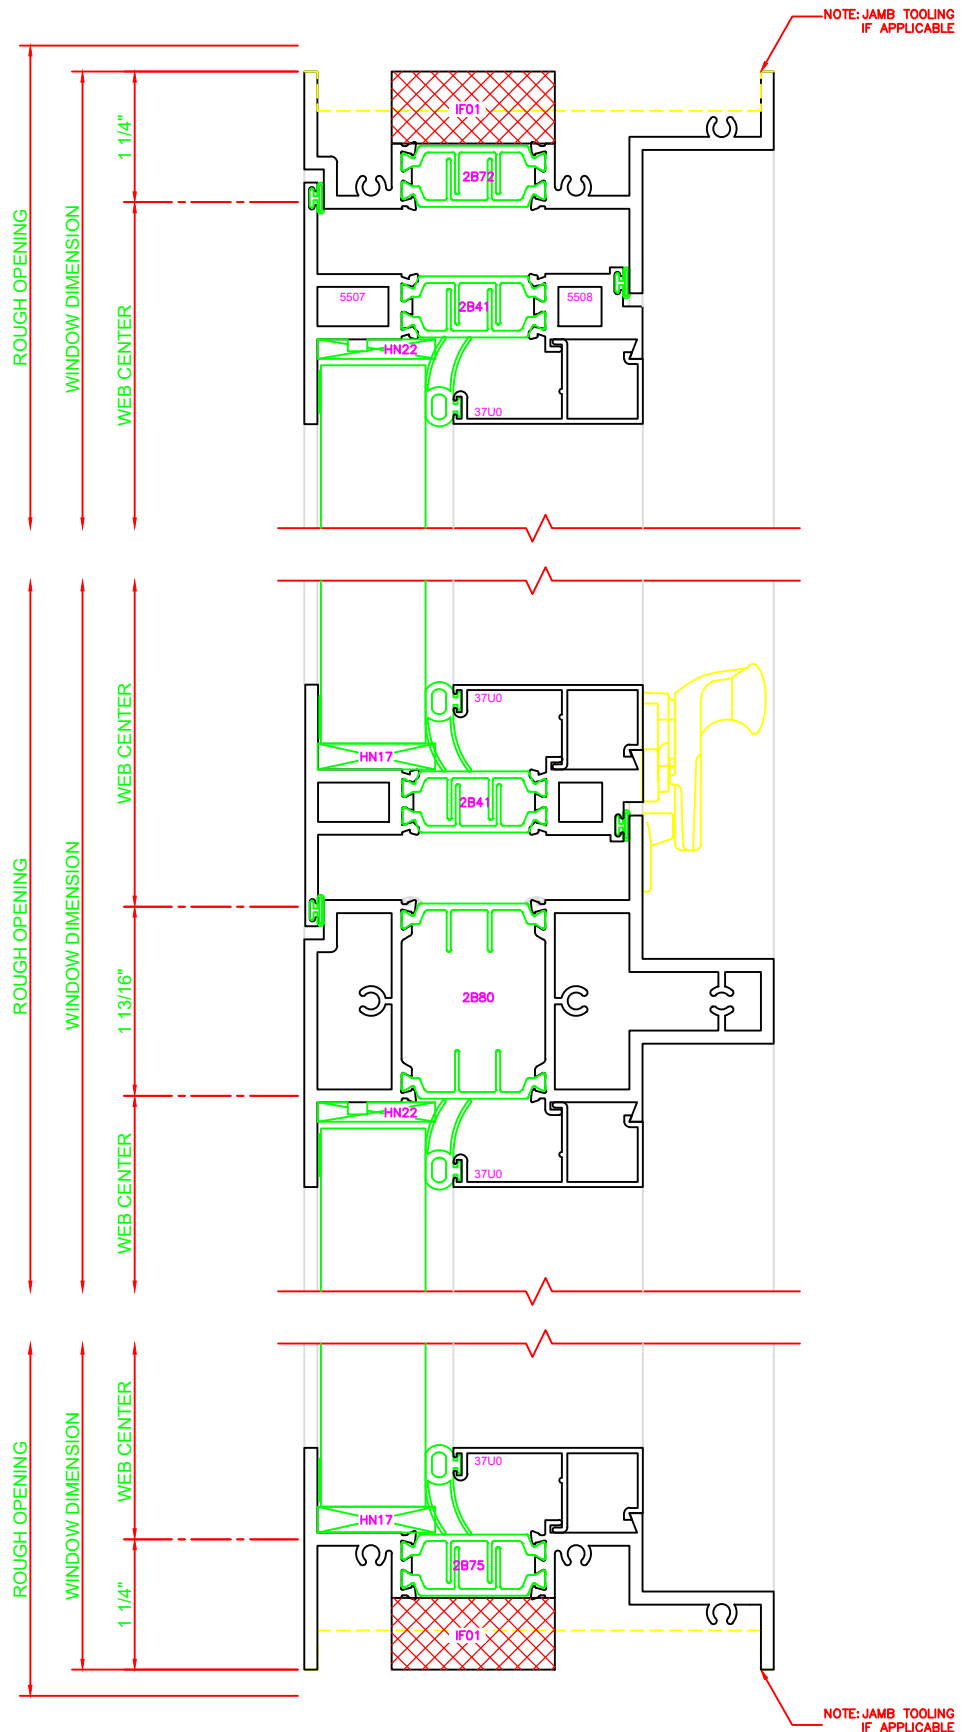 NOTE: JAMB TOOLING
IF APPLICABLE
ROUGH OPENING
WINDOW DIMENSION
1 1/4"
WEB CENTER
IF01
2B72
5507
2B41
5508
HN22
37U0
ROUGH OPENING
WINDOW DIMENSION
WEB CENTER
1 13/16"
WEB CENTER
37U0
HN17
2B41
2B80
HN22
37U0
ROUGH OPENING
WINDOW DIMENSION
WEB CENTER
1 1/4"
37U0
HN17
2B75
IF01
NOTE: JAMB TOOLING
IF APPLICABLE